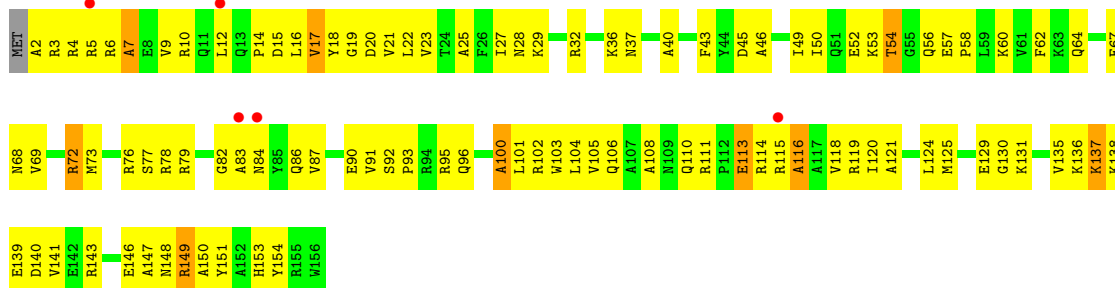 MET A2 R3 R4 R5 R6 A7 E8 V9 R10 Q11 L12 Q13 P14 D15 L16 V17 Y18 G19 D20 V21 L22 V23 T24 A25 F26 I27 N28 K29 R32 K36 N37 A40 F43 Y44 D45 A46 I49 I50 Q51 E52 K53 T54 G55 Q56 E57 P58 L59 K60 V61 F62 K63 Q64 E67
N68 V69 R72 M73 R76 S77 R78 R79 G82 A83 N84 Y85 Q86 V87 E90 V91 S92 P93 R94 R95 Q96 A100 L101 R102 W103 L104 V105 Q106 A107 A108 N109 Q110 R111 P112 E113 R114 R115 A116 A117 V118 R119 I120 A121 L124 M125 E129 G130 K131 V135 K136 K137 K138
E139 D140 V141 E142 R143 E146 A147 N148 R149 A150 Y151 A152 H153 Y154 R155 W156